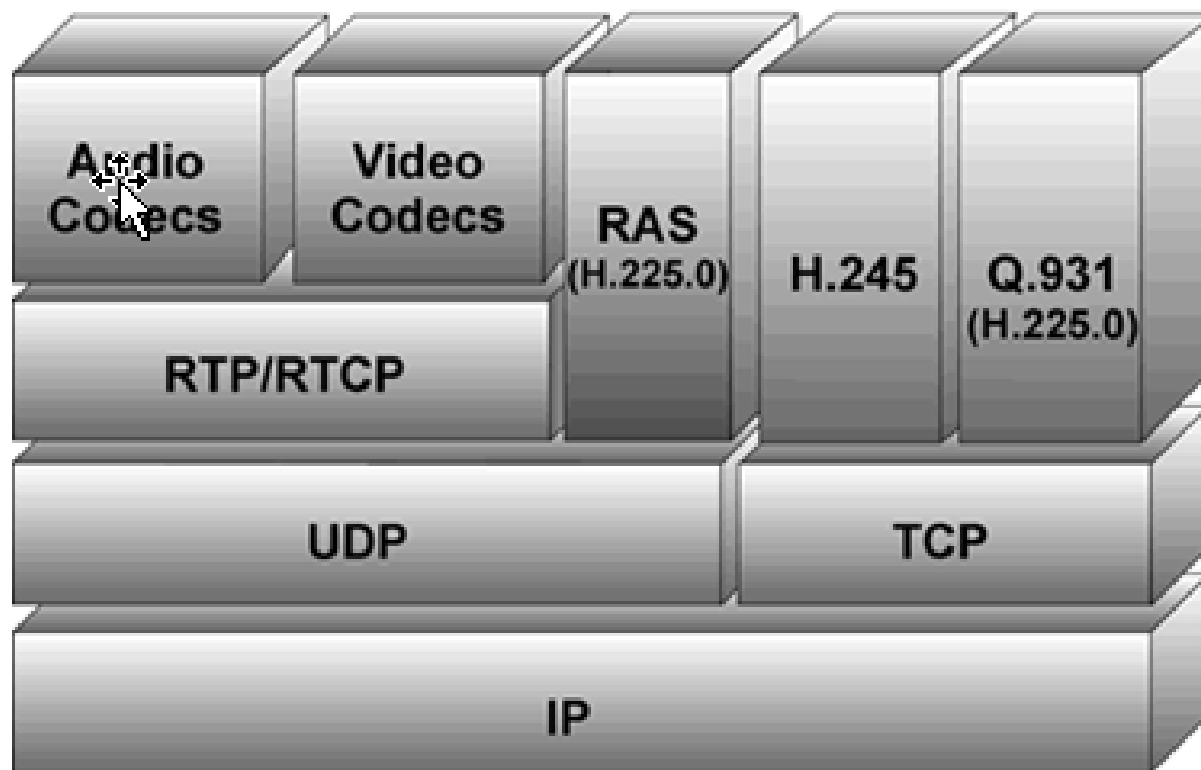 Audio
Codecs
Video
Codecs
RAS
(H.225.0)
H.245
Q.931
(H.225.0)
RTP/RTCP
UDP
TCP
IP